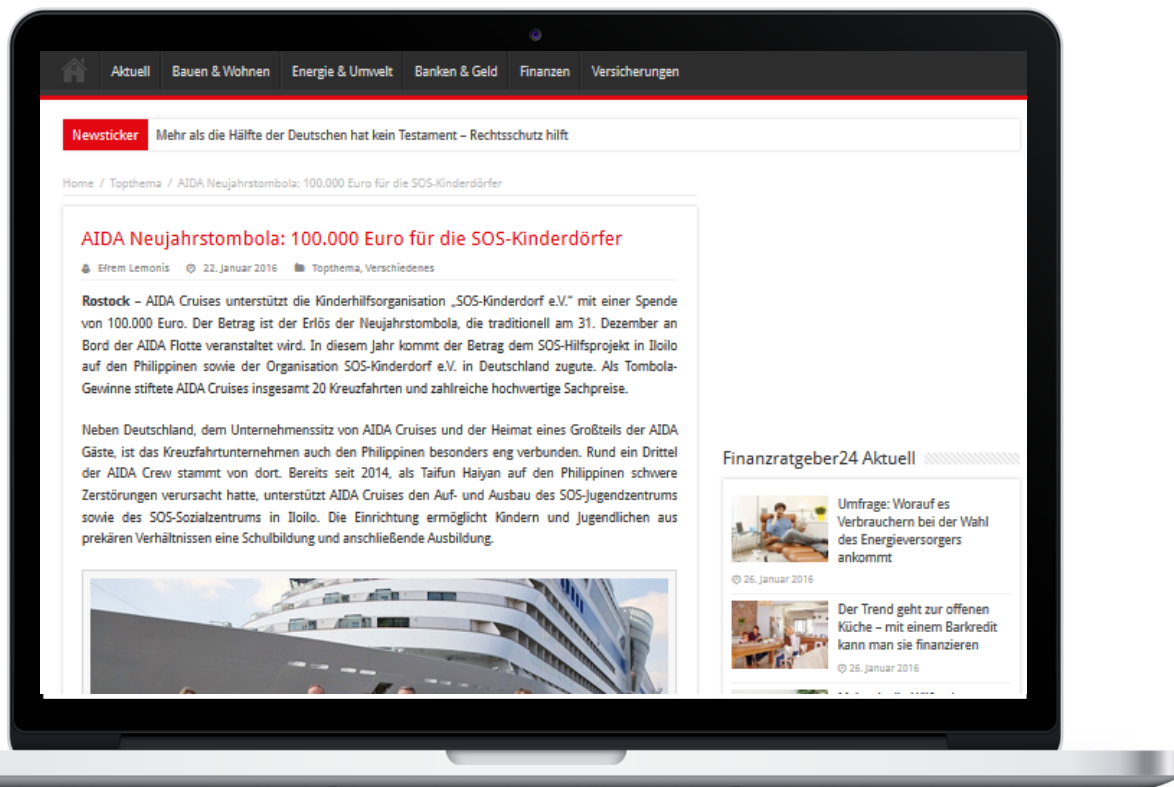 Aktuell Bauen & Wohnen Energie & Umwelt Banken & Geld Finanzen Versicherungen
Newsticker Mehr als die Hälfte der Deutschen hat kein Testament – Rechtsschutz hilft
Home / Topthema / AIDA Neujahrstombola: 100.000 Euro für die SOS-Kinderdörfer
AIDA Neujahrstombola: 100.000 Euro für die SOS-Kinderdörfer
Efrem Lemonis 22. Januar 2016 Topthema, Verschiedenes
Rostock – AIDA Cruises unterstützt die Kinderhilfsorganisation „SOS-Kinderdorf e.V.“ mit einer Spende
von 100.000 Euro. Der Betrag ist der Erlös der Neujahrstombola, die traditionell am 31. Dezember an
Bord der AIDA Flotte veranstaltet wird. In diesem Jahr kommt der Betrag dem SOS-Hilfsprojekt in Iloilo
auf den Philippinen sowie der Organisation SOS-Kinderdorf e.V. in Deutschland zugute. Als Tombola-
Gewinne stiftete AIDA Cruises insgesamt 20 Kreuzfahrten und zahlreiche hochwertige Sachpreise.
Neben Deutschland, dem Unternehmenssitz von AIDA Cruises und der Heimat eines Großteils der AIDA
Gäste, ist das Kreuzfahrtunternehmen auch den Philippinen besonders eng verbunden. Rund ein Drittel
der AIDA Crew stammt von dort. Bereits seit 2014, als Taifun Haiyan auf den Philippinen schwere
Zerstörungen verursacht hatte, unterstützt AIDA Cruises den Auf- und Ausbau des SOS-Jugendzentrums
sowie des SOS-Sozialzentrums in Iloilo. Die Einrichtung ermöglicht Kindern und Jugendlichen aus
prekären Verhältnissen eine Schulbildung und anschließende Ausbildung.
Finanzratgeber24 Aktuell
Umfrage: Worauf es
Verbrauchern bei der Wahl
des Energieversorgers
ankommt
26. Januar 2016
Der Trend geht zur offenen
Küche – mit einem Barkredit
kann man sie finanzieren
26. Januar 2016